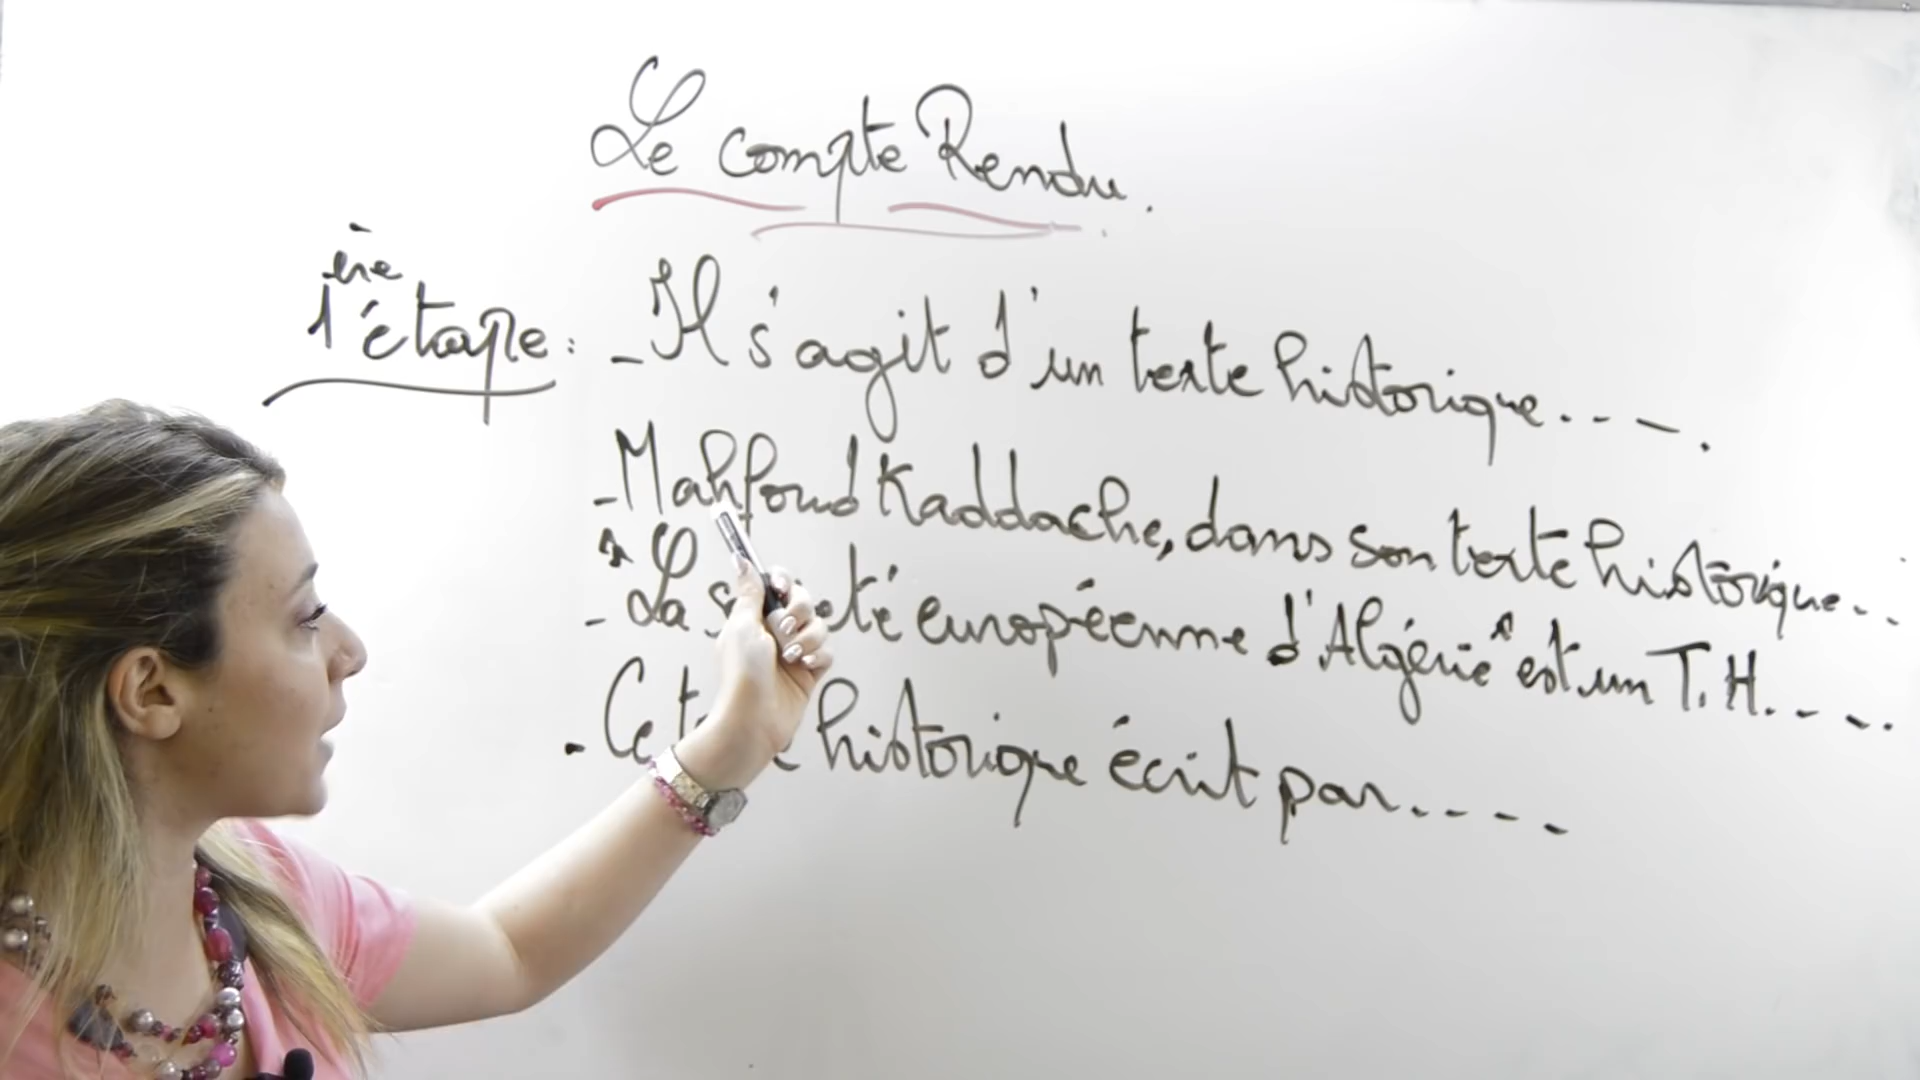 Le compte Rendu.
1ère étape : - Il s'agit d'un texte historique.....
- Mahfoud Kaddache, dans son texte historique...
- "La société européenne d'Algérie" est un T.H.....
- Ce texte historique écrit par.....